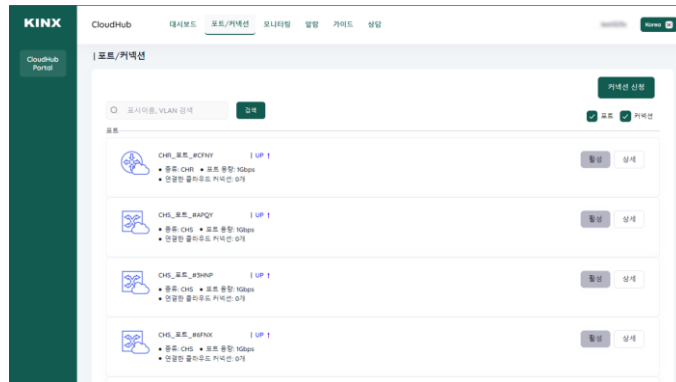 KINX
CloudHub 대시보드 포트/커넥션 모니터링 알람 가이드 상담
Korea
CloudHub
Portal
| 포트/커넥션
커넥션 신청
표시이름, VLAN 검색 검색
포트 커넥션
포트
CHR_포트_#CFNY | UP ↑
• 종류: CHR • 포트 용량: 1Gbps
• 연결한 클라우드 커넥션: 0개
활성 상세
CHS_포트_#APQY | UP ↑
• 종류: CHS • 포트 용량: 1Gbps
• 연결한 클라우드 커넥션: 0개
활성 상세
CHS_포트_#3HNP | UP ↑
• 종류: CHS • 포트 용량: 1Gbps
• 연결한 클라우드 커넥션: 0개
활성 상세
CHS_포트_#6FNX | UP ↑
• 종류: CHS • 포트 용량: 1Gbps
• 연결한 클라우드 커넥션: 0개
활성 상세